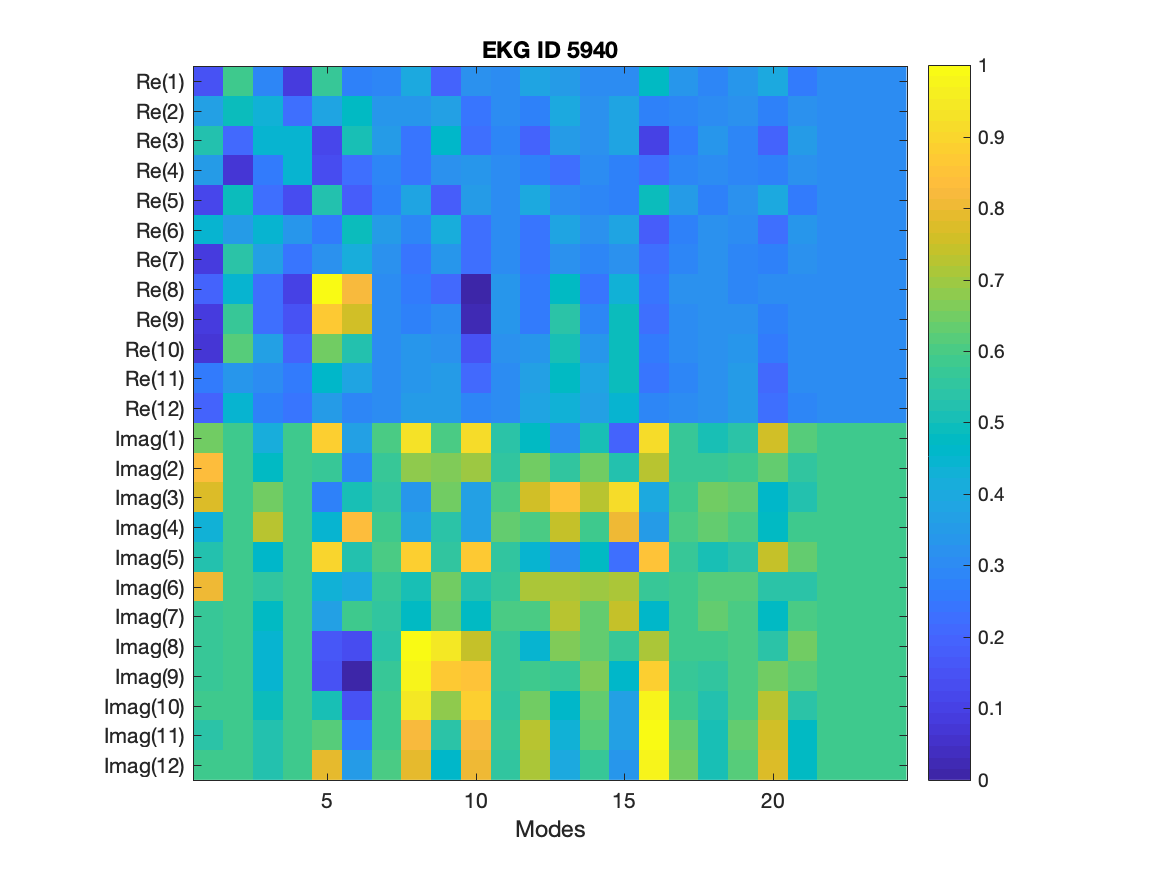 EKG ID 5940
Re(1)
Re(2)
Re(3)
Re(4)
Re(5)
Re(6)
Re(7)
Re(8)
Re(9)
Re(10)
Re(11)
Re(12)
Imag(1)
Imag(2)
Imag(3)
Imag(4)
Imag(5)
Imag(6)
Imag(7)
Imag(8)
Imag(9)
Imag(10)
Imag(11)
Imag(12)
5 10 15 20
Modes
1
0.9
0.8
0.7
0.6
0.5
0.4
0.3
0.2
0.1
0